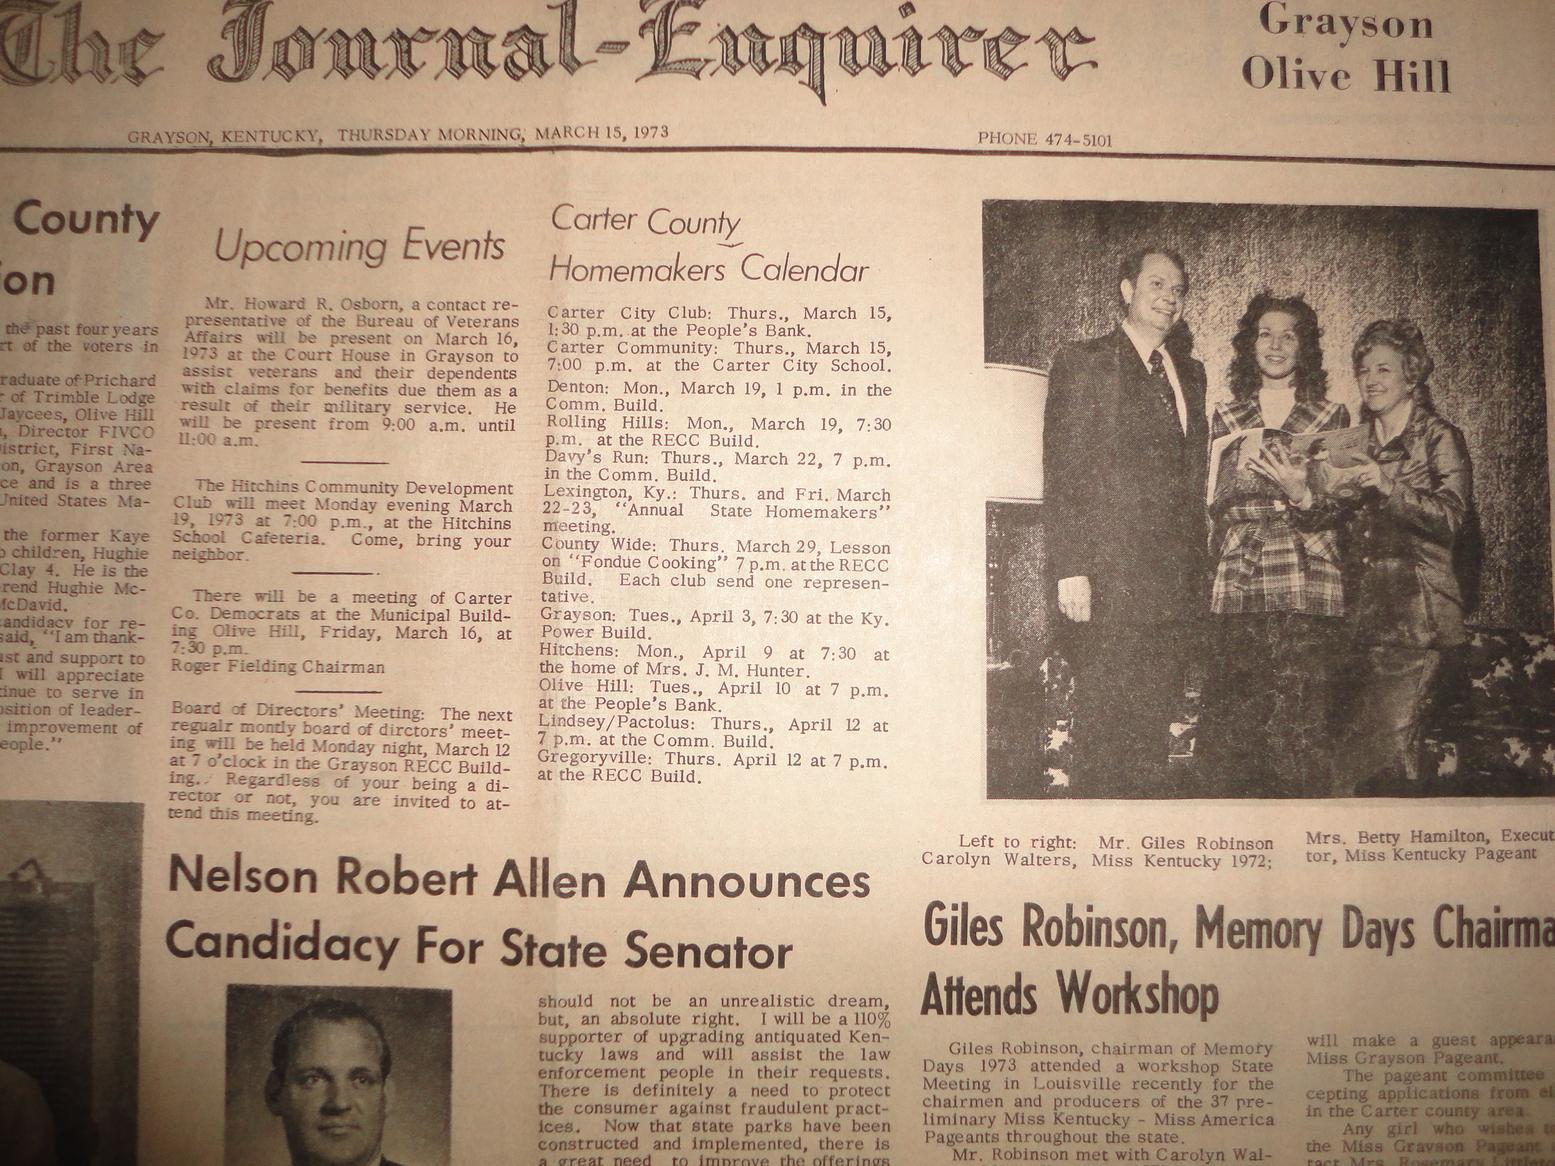 The Journal-Enquirer
Grayson
Olive Hill
GRAYSON, KENTUCKY, THURSDAY MORNING, MARCH 15, 1973
PHONE 474-5101
County
ion
the past four years
rt of the voters in
raduate of Prichard
r of Trimble Lodge
Jaycees, Olive Hill
, Director FIVCO
istrict, First Na-
on, Grayson Area
ce and is a three
United States Ma-
the former Kaye
o children, Hughie
Clay 4. He is the
rend Hughie Mc-
McDavid.
candidacy for re-
said, "I am thank-
ust and support to
I will appreciate
tinue to serve in
osition of leader-
improvement of
eople."
Upcoming Events
Mr. Howard R. Osborn, a contact re-
presentative of the Bureau of Veterans
Affairs will be present on March 16,
1973 at the Court House in Grayson to
assist veterans and their dependents
with claims for benefits due them as a
result of their military service. He
will be present from 9:00 a.m. until
11:00 a.m.
The Hitchins Community Development
Club will meet Monday evening March
19, 1973 at 7:00 p.m., at the Hitchins
School Cafeteria. Come, bring your
neighbor.
There will be a meeting of Carter
Co. Democrats at the Municipal Build-
ing Olive Hill, Friday, March 16, at
7:30 p.m.
Roger Fielding Chairman
Board of Directors' Meeting: The next
regualr montly board of dirctors' meet-
ing will be held Monday night, March 12
at 7 o'clock in the Grayson RECC Build-
ing. Regardless of your being a di-
rector or not, you are invited to at-
tend this meeting.
Carter County
Homemakers Calendar
Carter City Club: Thurs., March 15,
1:30 p.m. at the People's Bank.
Carter Community: Thurs., March 15,
7:00 p.m. at the Carter City School.
Denton: Mon., March 19, 1 p.m. in the
Comm. Build.
Rolling Hills: Mon., March 19, 7:30
p.m. at the RECC Build.
Davy's Run: Thurs., March 22, 7 p.m.
in the Comm. Build.
Lexington, Ky.: Thurs. and Fri. March
22-23, "Annual State Homemakers"
meeting.
County Wide: Thurs. March 29, Lesson
on "Fondue Cooking" 7 p.m. at the RECC
Build. Each club send one represen-
tative.
Grayson: Tues., April 3, 7:30 at the Ky.
Power Build.
Hitchens: Mon., April 9 at 7:30 at
the home of Mrs. J. M. Hunter.
Olive Hill: Tues., April 10 at 7 p.m.
at the People's Bank.
Lindsey/Pactolus: Thurs., April 12 at
7 p.m. at the Comm. Build.
Gregoryville: Thurs. April 12 at 7 p.m.
at the RECC Build.
Left to right: Mr. Giles Robinson
Carolyn Walters, Miss Kentucky 1972;
Mrs. Betty Hamilton, Execut
tor, Miss Kentucky Pageant
Nelson Robert Allen Announces
Candidacy For State Senator
should not be an unrealistic dream,
but, an absolute right. I will be a 110%
supporter of upgrading antiquated Ken-
tucky laws and will assist the law
enforcement people in their requests.
There is definitely a need to protect
the consumer against fraudulent pract-
ices. Now that state parks have been
constructed and implemented, there is
a great need to improve the offerings
Giles Robinson, Memory Days Chairma
Attends Workshop
Giles Robinson, chairman of Memory
Days 1973 attended a workshop State
Meeting in Louisville recently for the
chairmen and producers of the 37 pre-
liminary Miss Kentucky - Miss America
Pageants throughout the state.
Mr. Robinson met with Carolyn Wal-
will make a guest appeara
Miss Grayson Pageant.
The pageant committee
cepting applications from ei
in the Carter county area.
Any girl who wishes to
the Miss Grayson Pageant
tact Mrs. Rosemary